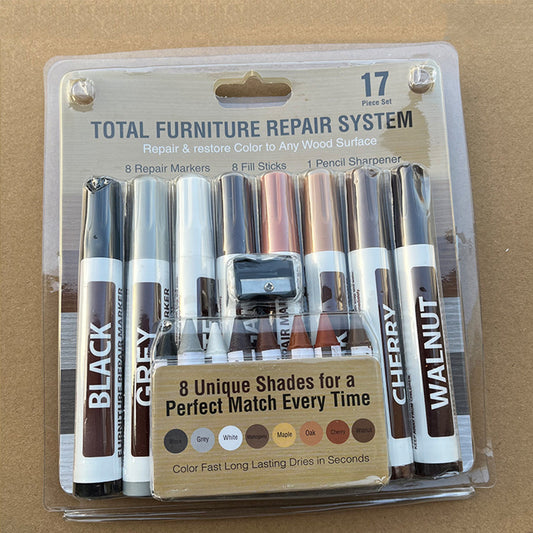 17
Piece Set
TOTAL FURNITURE REPAIR SYSTEM
Repair & restore Color to Any Wood Surface
8 Repair Markers 8 Fill Sticks 1 Pencil Sharpener
BLACK
FURNITURE REPAIR MARKER
GREY
CHERRY
WALNUT
8 Unique Shades for a
Perfect Match Every Time
Black Grey White Mahogany Maple Oak Cherry Walnut
Color Fast Long Lasting Dries in Seconds